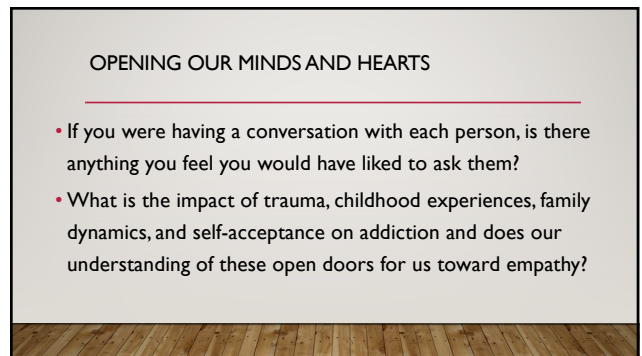 OPENING OUR MINDS AND HEARTS
• If you were having a conversation with each person, is there
anything you feel you would have liked to ask them?
• What is the impact of trauma, childhood experiences, family
dynamics, and self-acceptance on addiction and does our
understanding of these open doors for us toward empathy?